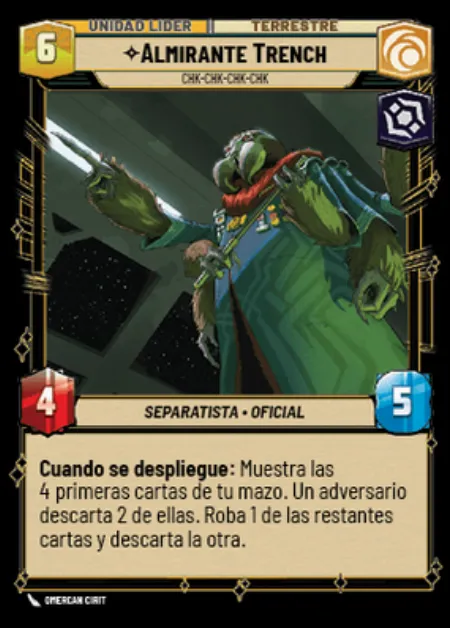 UNIDAD LÍDER
TERRESTRE
6
ALMIRANTE TRENCH
CHK-CHK-CHK-CHK
4
SEPARATISTA • OFICIAL
5
Cuando se despliegue: Muestra las
4 primeras cartas de tu mazo. Un adversario
descarta 2 de ellas. Roba 1 de las restantes
cartas y descarta la otra.
OMERCAN CIRIT